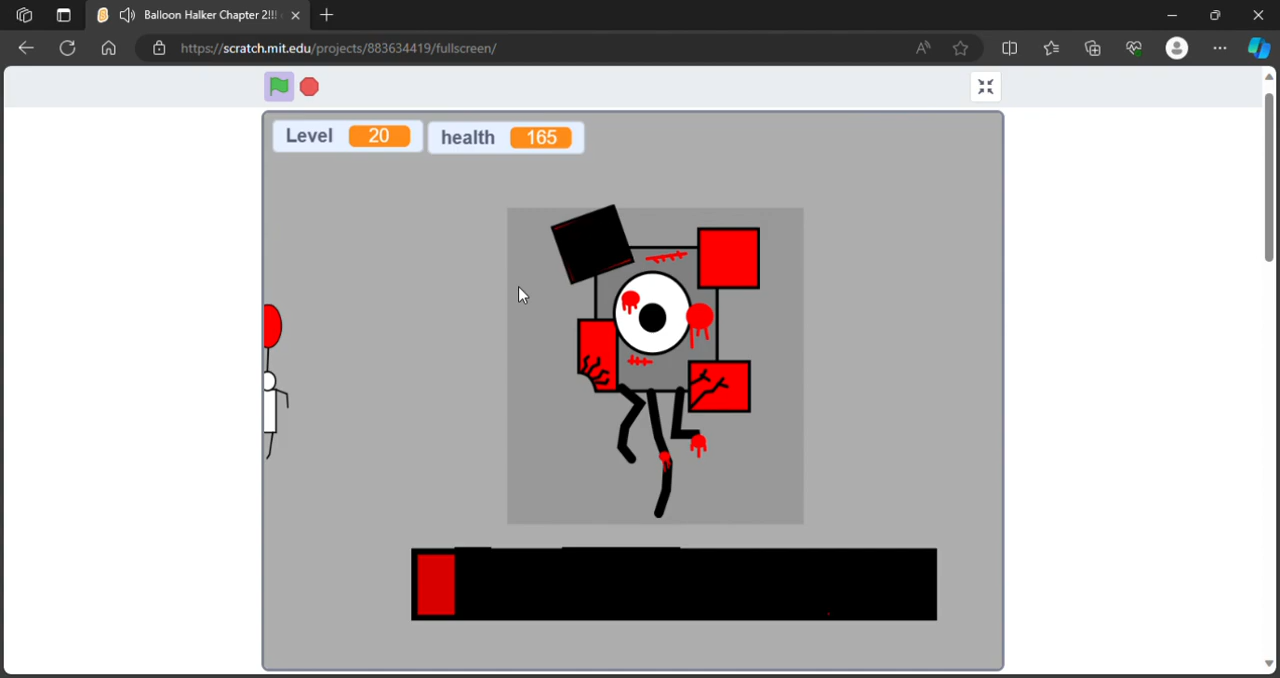 Balloon Halker Chapter 2!!!
https://scratch.mit.edu/projects/883634419/fullscreen/
Level 20 health 165